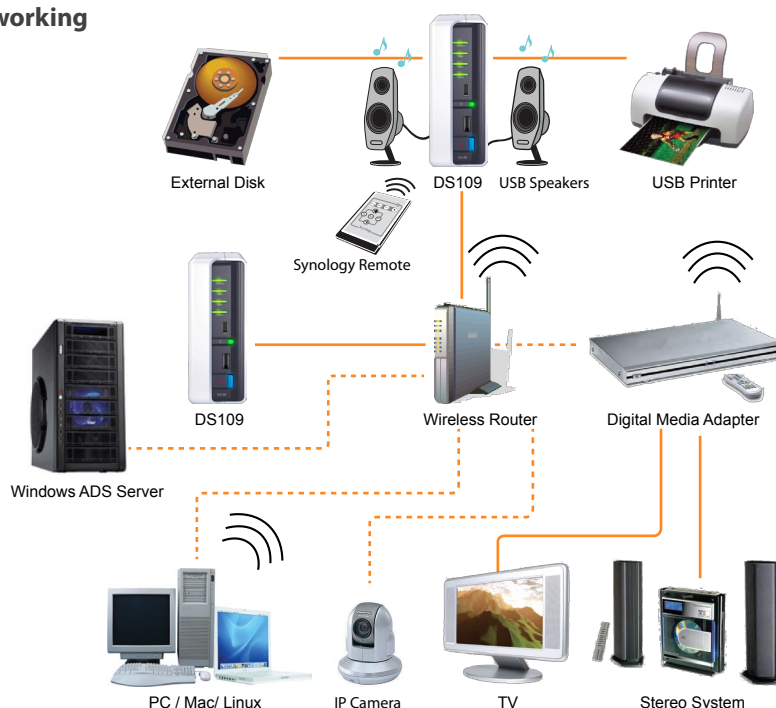 working
External Disk
DS109
USB Speakers
USB Printer
Synology Remote
DS109
Wireless Router
Digital Media Adapter
Windows ADS Server
PC / Mac/ Linux
IP Camera
TV
Stereo System